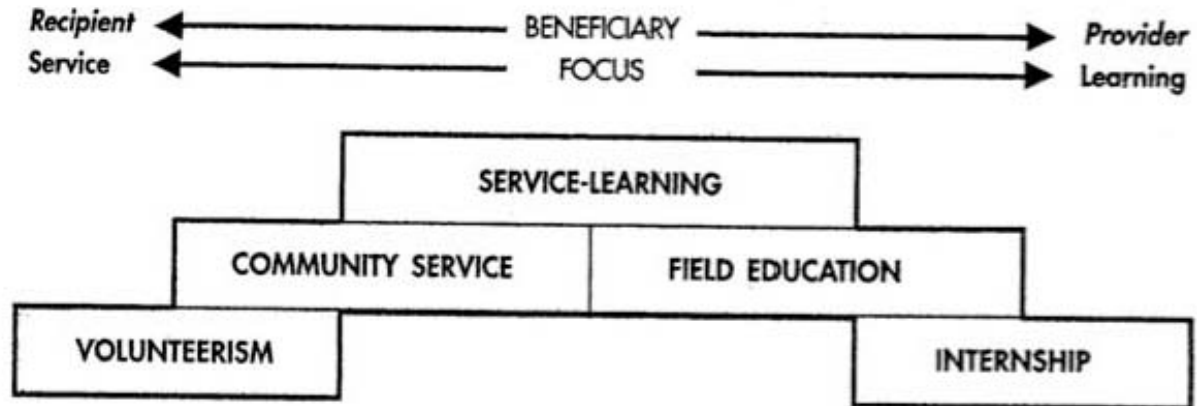 Recipient BENEFICIARY Provider
Service FOCUS Learning
SERVICE-LEARNING
COMMUNITY SERVICE FIELD EDUCATION
VOLUNTEERISM INTERNSHIP